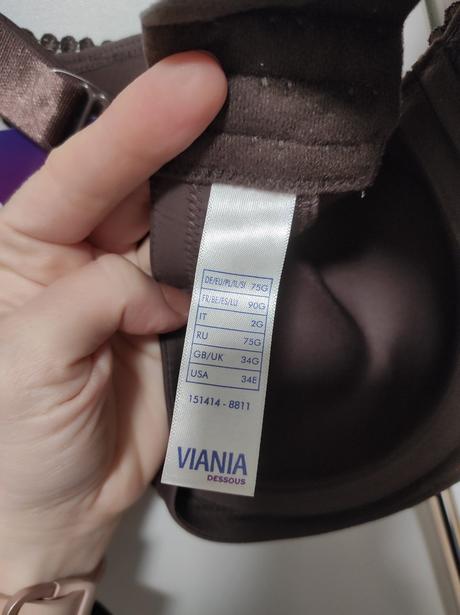 DE/EU/PL/IL/SI 75G
FR/BE/ES/LU 90G
IT 2G
RU 75G
GB/UK 34G
USA 34E
151414 - 8811
VIANIA
DESSOUS